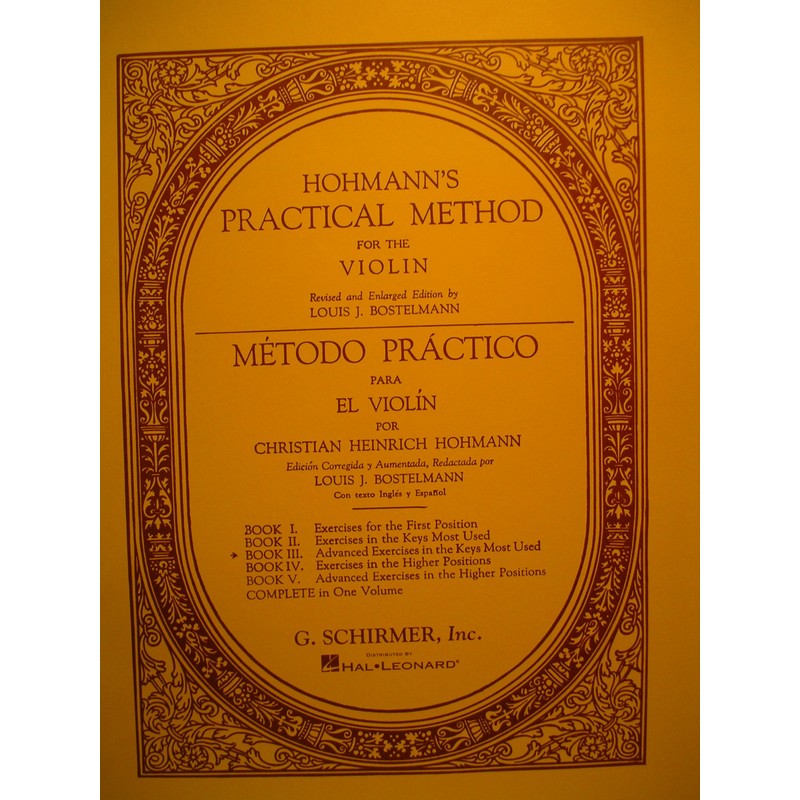 HOHMANN'S
PRACTICAL METHOD
FOR THE
VIOLIN
Revised and Enlarged Edition by
LOUIS J. BOSTELMANN
MÉTODO PRÁCTICO
PARA
EL VIOLÍN
POR
CHRISTIAN HEINRICH HOHMANN
Edición Corregida y Aumentada, Redactada por
LOUIS J. BOSTELMANN
Con texto Inglés y Español
BOOK I. Exercises for the First Position
BOOK II. Exercises in the Keys Most Used
→ BOOK III. Advanced Exercises in the Keys Most Used
BOOK IV. Exercises in the Higher Positions
BOOK V. Advanced Exercises in the Higher Positions
COMPLETE in One Volume
G. SCHIRMER, Inc.
DISTRIBUTED BY
HAL•LEONARD®